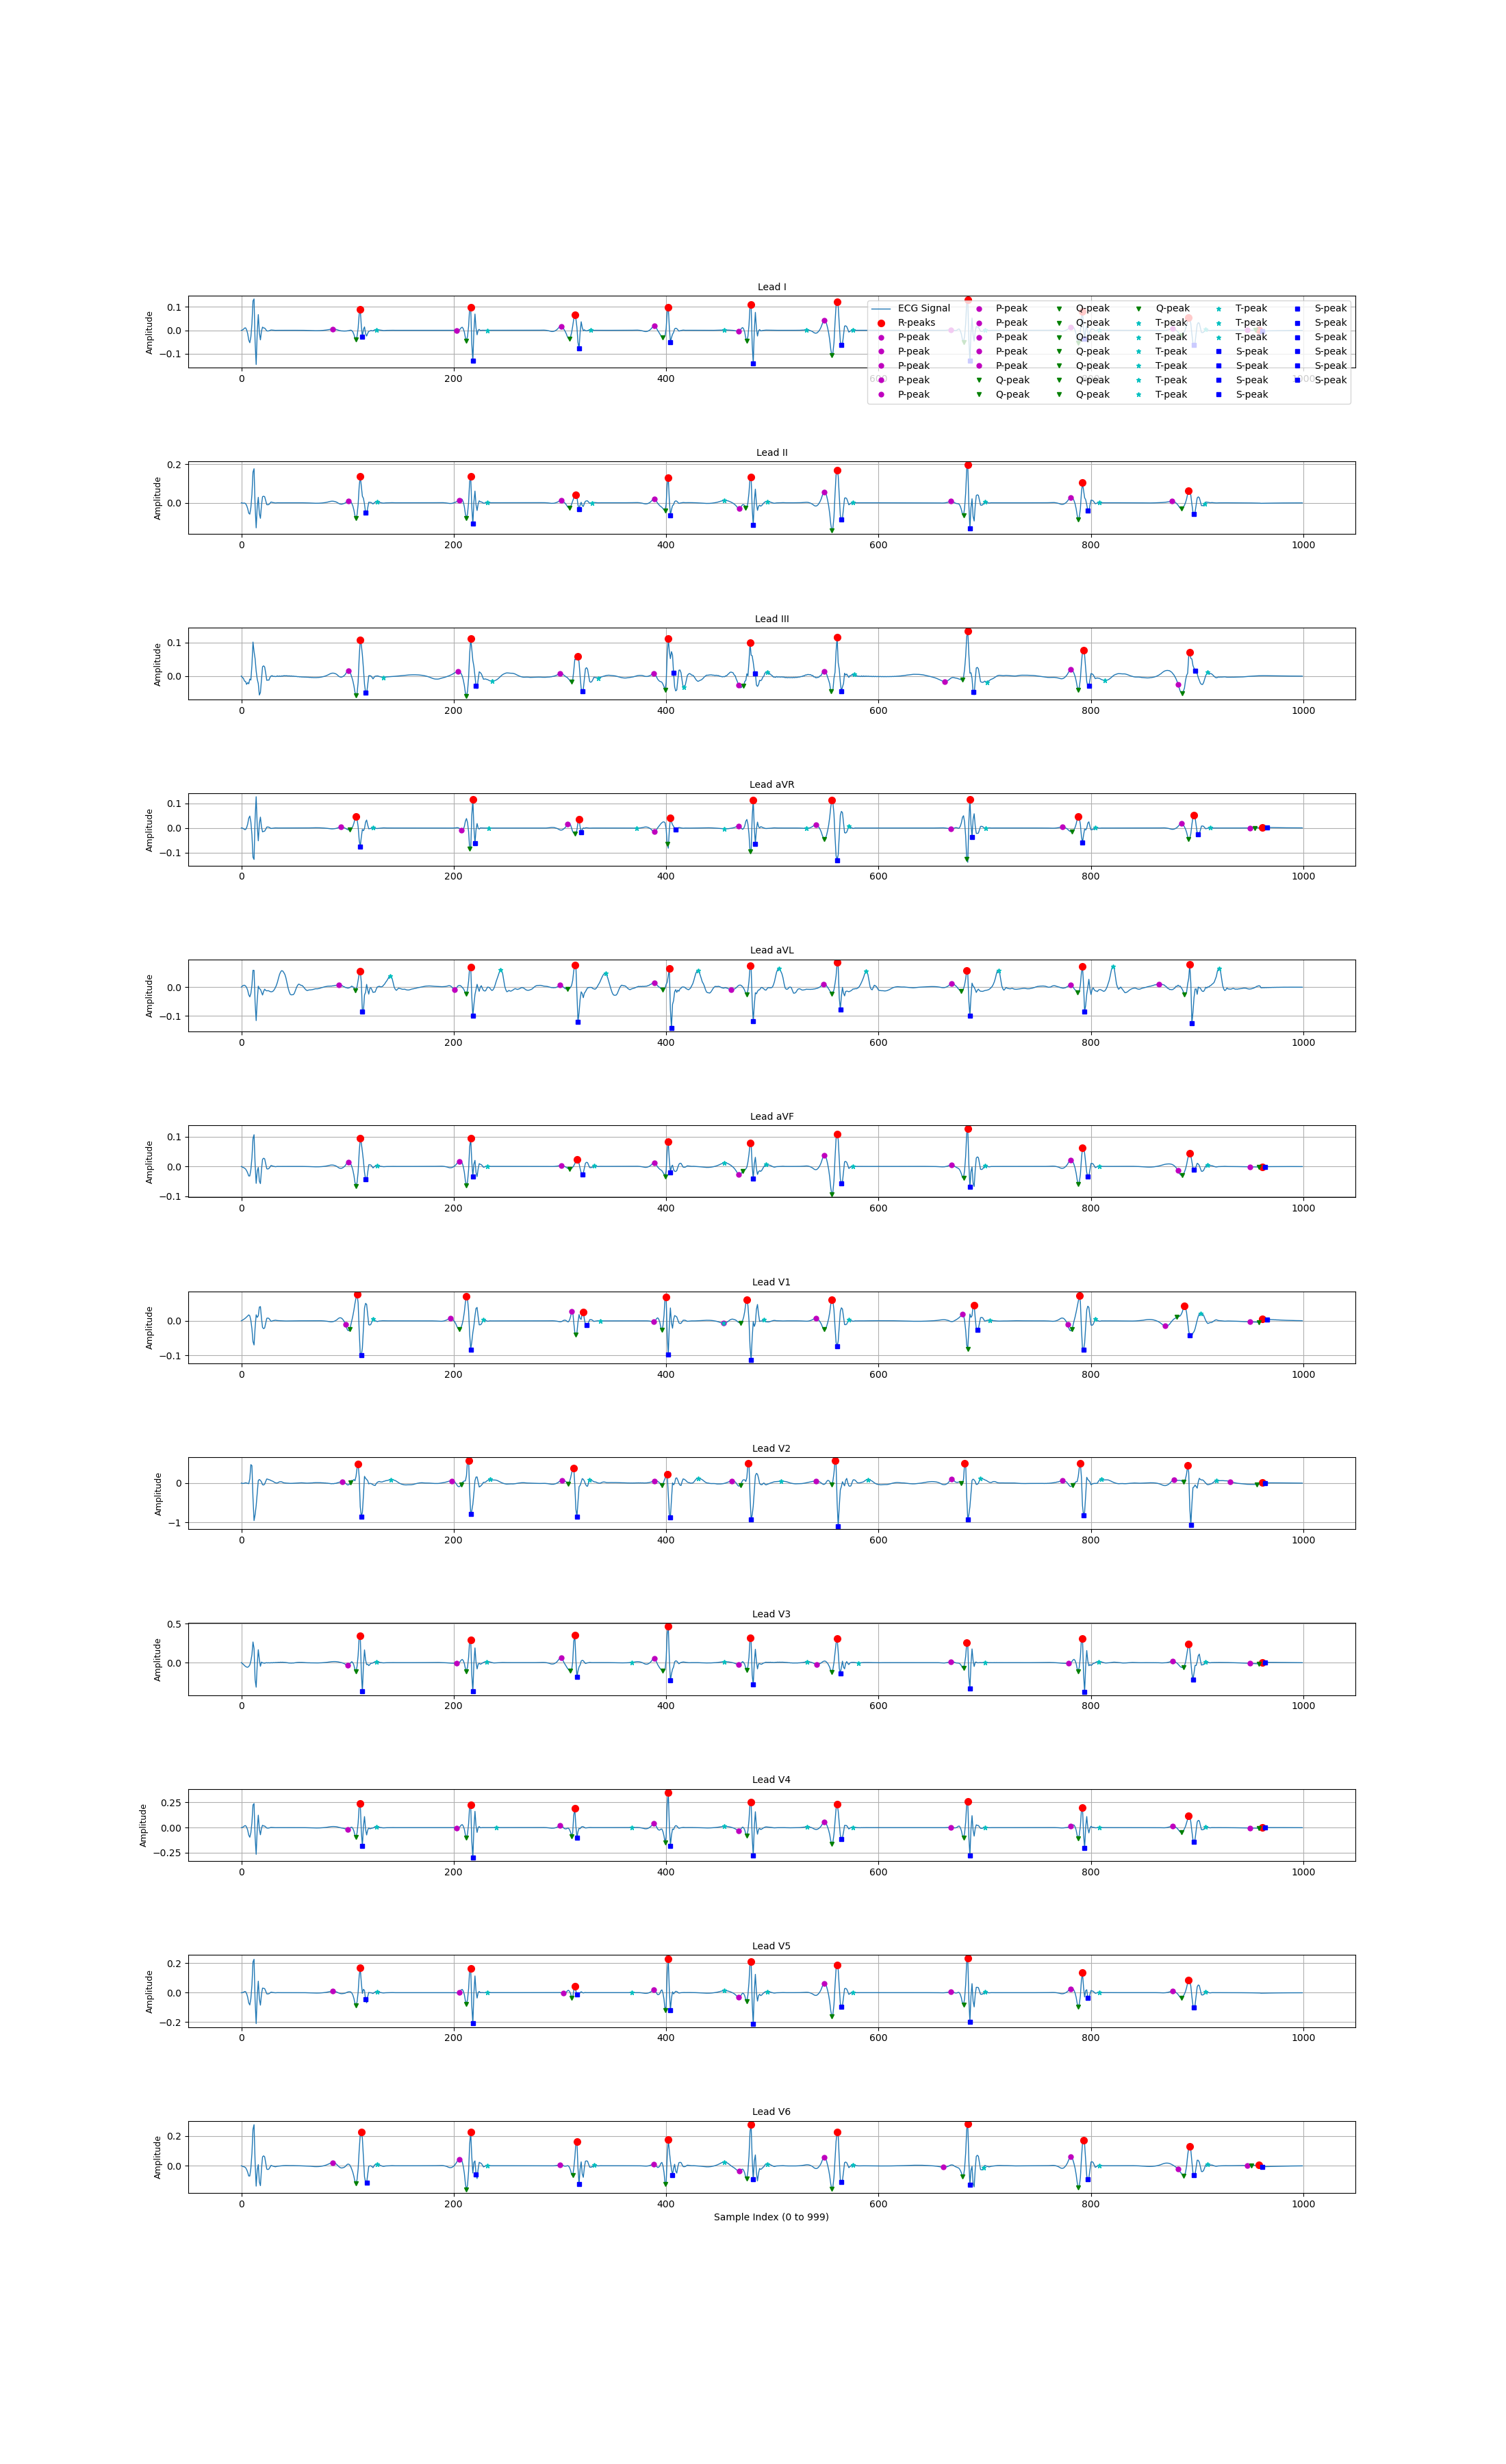 Lead I
Amplitude
0.1
0.0
−0.1
0 200 400 600 800 1000
ECG Signal P-peak Q-peak Q-peak T-peak S-peak
R-peaks P-peak Q-peak T-peak T-peak S-peak
P-peak P-peak Q-peak T-peak T-peak S-peak
P-peak P-peak Q-peak T-peak S-peak S-peak
P-peak P-peak Q-peak T-peak S-peak S-peak
P-peak Q-peak Q-peak T-peak S-peak S-peak
P-peak Q-peak Q-peak T-peak S-peak
Lead II
Amplitude
0.2
0.0
0 200 400 600 800 1000
Lead III
Amplitude
0.1
0.0
0 200 400 600 800 1000
Lead aVR
Amplitude
0.1
0.0
−0.1
0 200 400 600 800 1000
Lead aVL
Amplitude
0.0
−0.1
0 200 400 600 800 1000
Lead aVF
Amplitude
0.1
0.0
−0.1
0 200 400 600 800 1000
Lead V1
Amplitude
0.0
−0.1
0 200 400 600 800 1000
Lead V2
Amplitude
0
−1
0 200 400 600 800 1000
Lead V3
Amplitude
0.5
0.0
0 200 400 600 800 1000
Lead V4
Amplitude
0.25
0.00
−0.25
0 200 400 600 800 1000
Lead V5
Amplitude
0.2
0.0
−0.2
0 200 400 600 800 1000
Lead V6
Amplitude
0.2
0.0
0 200 400 600 800 1000
Sample Index (0 to 999)